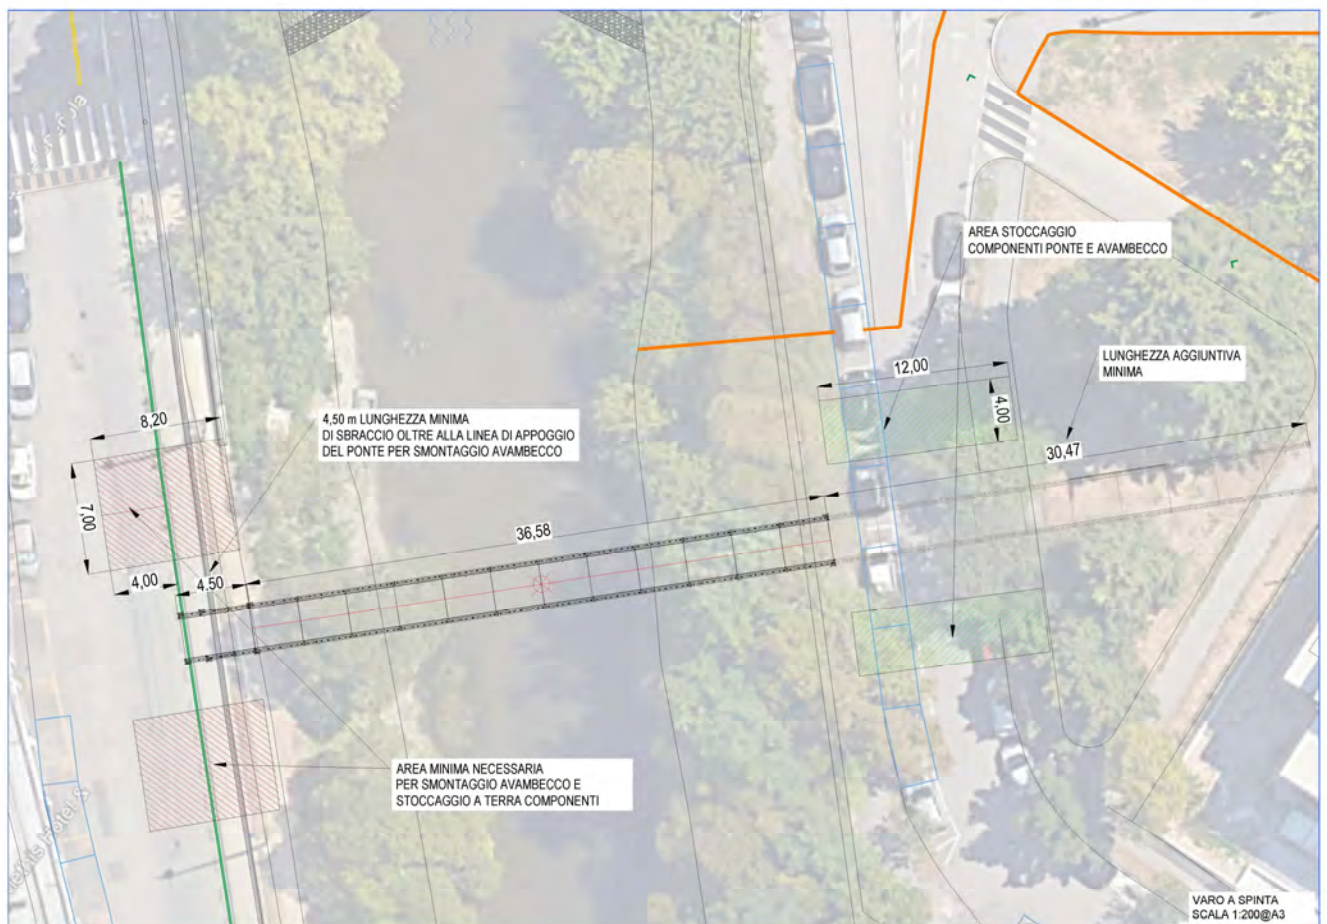 AREA STOCCAGGIO
COMPONENTI PONTE E AVAMBECCO
LUNGHEZZA AGGIUNTIVA
MINIMA
12,00
4,00
30,47
8,20
4,50 m LUNGHEZZA MINIMA
DI SBRACCIO OLTRE ALLA LINEA DI APPOGGIO
DEL PONTE PER SMONTAGGIO AVAMBECCO
7,00
36,58
4,00
4,50
AREA MINIMA NECESSARIA
PER SMONTAGGIO AVAMBECCO E
STOCCAGGIO A TERRA COMPONENTI
Hotel
VARO A SPINTA
SCALA 1:200@A3